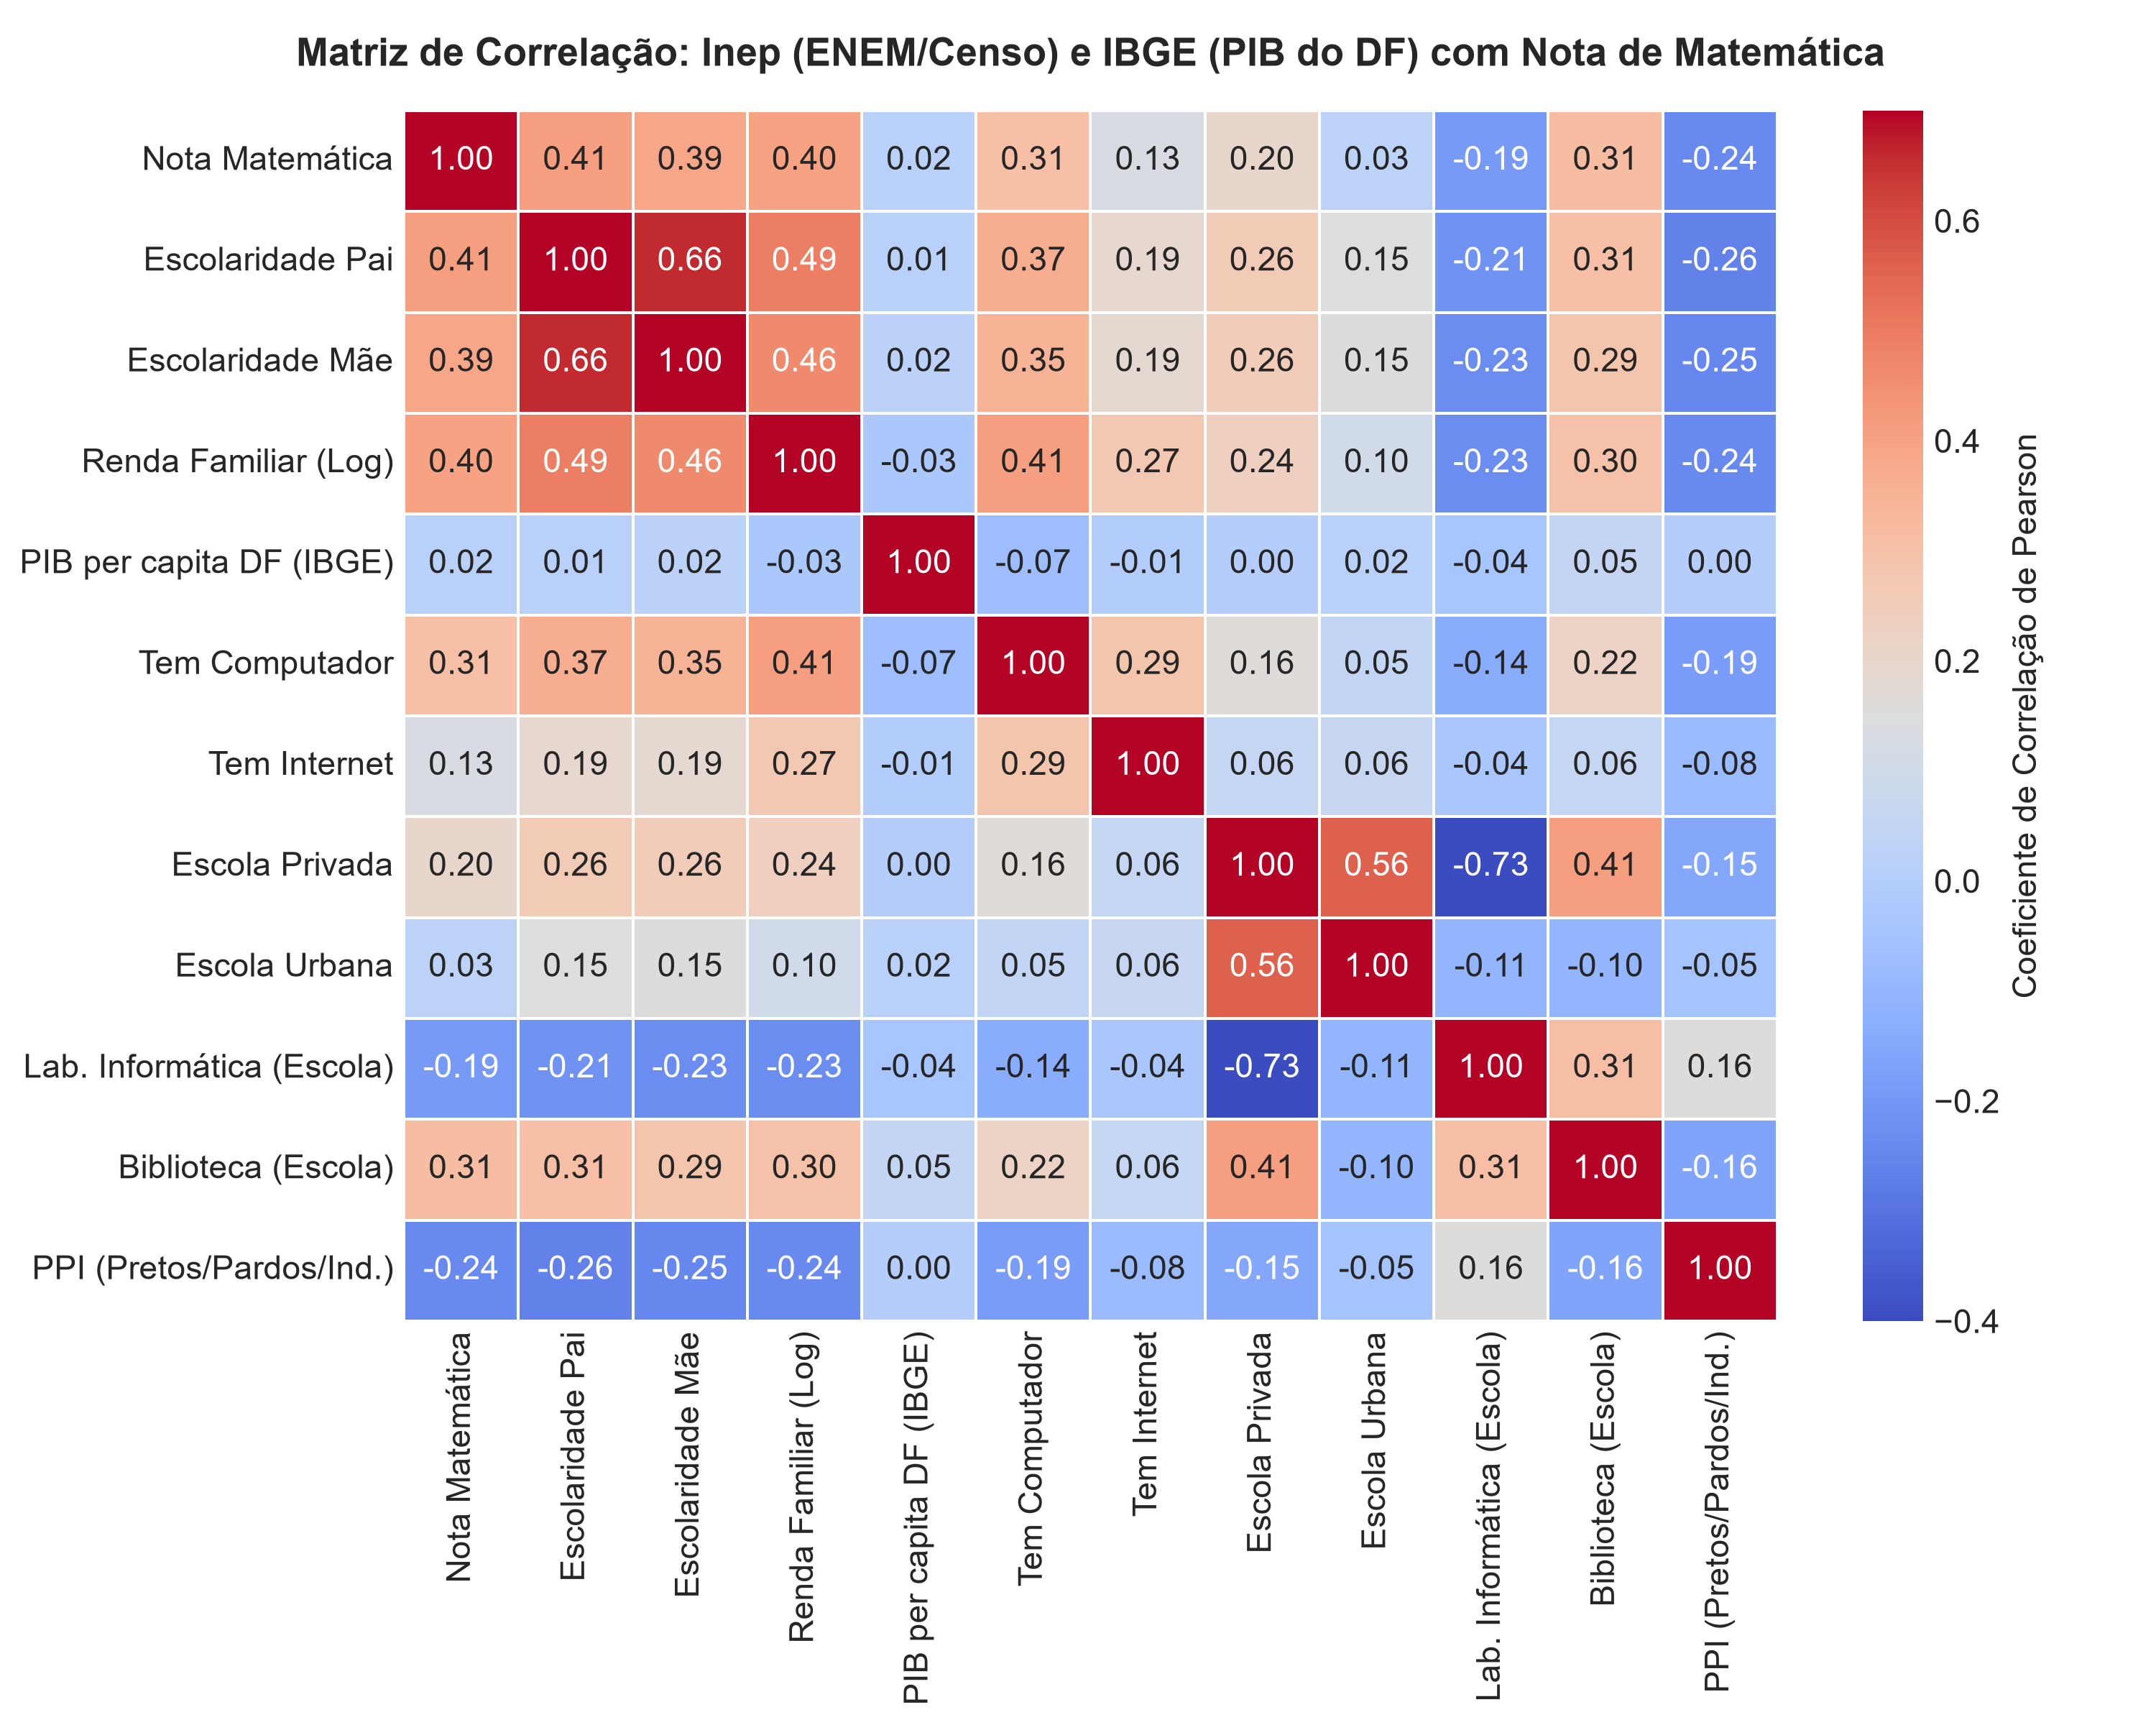 Matriz de Correlação: Inep (ENEM/Censo) e IBGE (PIB do DF) com Nota de Matemática
Nota Matemática 1.00 0.41 0.39 0.40 0.02 0.31 0.13 0.20 0.03 -0.19 0.31 -0.24
Escolaridade Pai 0.41 1.00 0.66 0.49 0.01 0.37 0.19 0.26 0.15 -0.21 0.31 -0.26
Escolaridade Mãe 0.39 0.66 1.00 0.46 0.02 0.35 0.19 0.26 0.15 -0.23 0.29 -0.25
Renda Familiar (Log) 0.40 0.49 0.46 1.00 -0.03 0.41 0.27 0.24 0.10 -0.23 0.30 -0.24
PIB per capita DF (IBGE) 0.02 0.01 0.02 -0.03 1.00 -0.07 -0.01 0.00 0.02 -0.04 0.05 0.00
Tem Computador 0.31 0.37 0.35 0.41 -0.07 1.00 0.29 0.16 0.05 -0.14 0.22 -0.19
Tem Internet 0.13 0.19 0.19 0.27 -0.01 0.29 1.00 0.06 0.06 -0.04 0.06 -0.08
Escola Privada 0.20 0.26 0.26 0.24 0.00 0.16 0.06 1.00 0.56 -0.73 0.41 -0.15
Escola Urbana 0.03 0.15 0.15 0.10 0.02 0.05 0.06 0.56 1.00 -0.11 -0.10 -0.05
Lab. Informática (Escola) -0.19 -0.21 -0.23 -0.23 -0.04 -0.14 -0.04 -0.73 -0.11 1.00 0.31 0.16
Biblioteca (Escola) 0.31 0.31 0.29 0.30 0.05 0.22 0.06 0.41 -0.10 0.31 1.00 -0.16
PPI (Pretos/Pardos/Ind.) -0.24 -0.26 -0.25 -0.24 0.00 -0.19 -0.08 -0.15 -0.05 0.16 -0.16 1.00
Nota Matemática
Escolaridade Pai
Escolaridade Mãe
Renda Familiar (Log)
PIB per capita DF (IBGE)
Tem Computador
Tem Internet
Escola Privada
Escola Urbana
Lab. Informática (Escola)
Biblioteca (Escola)
PPI (Pretos/Pardos/Ind.)
0.6
0.4
0.2
0.0
−0.2
−0.4
Coeficiente de Correlação de Pearson